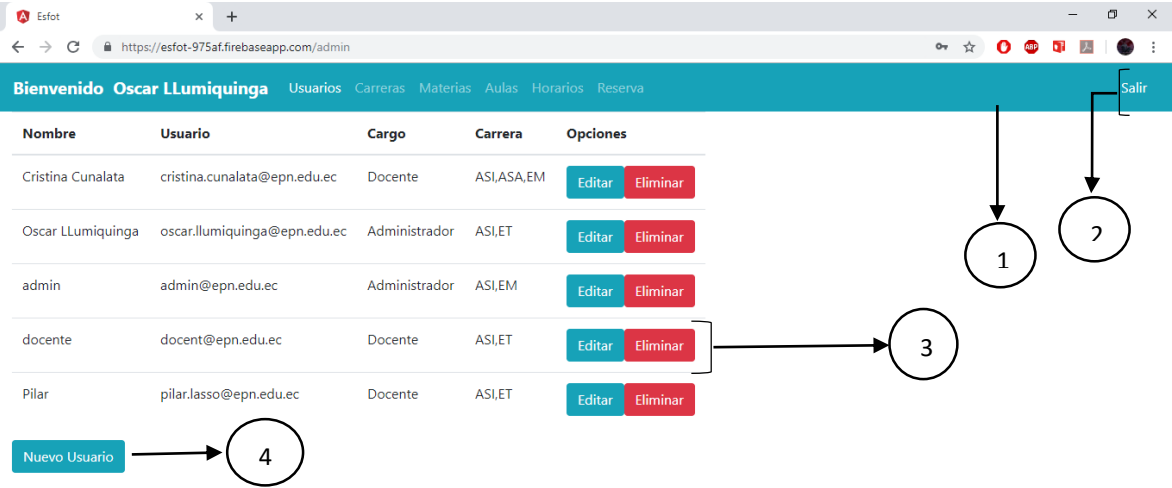 Esfot
https://esfot-975af.firebaseapp.com/admin
ABP
Bienvenido Oscar LLumiquinga Usuarios Carreras Materias Aulas Horarios Reserva Salir
Nombre Usuario Cargo Carrera Opciones
Cristina Cunalata cristina.cunalata@epn.edu.ec Docente ASI,ASA,EM Editar Eliminar
Oscar LLumiquinga oscar.llumiquinga@epn.edu.ec Administrador ASI,ET Editar Eliminar
2
1
admin admin@epn.edu.ec Administrador ASI,EM Editar Eliminar
docente docent@epn.edu.ec Docente ASI,ET Editar Eliminar
3
Pilar pilar.lasso@epn.edu.ec Docente ASI,ET Editar Eliminar
Nuevo Usuario 4